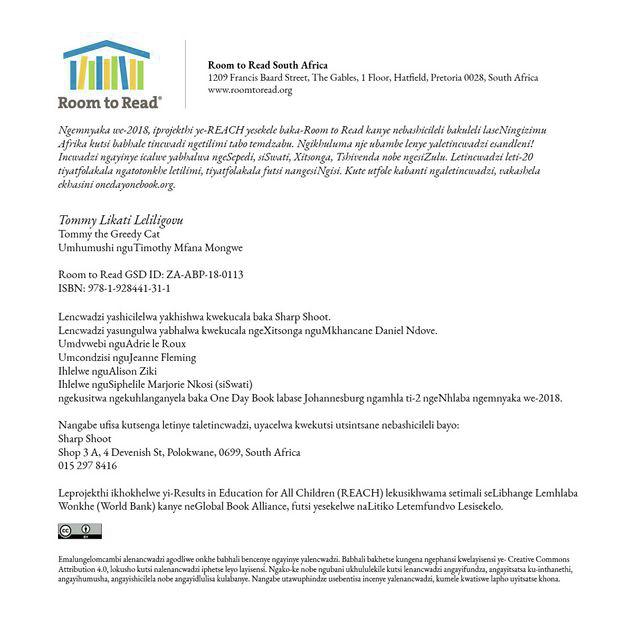 Room to Read®
Room to Read South Africa
1209 Francis Baard Street, The Gables, 1 Floor, Hatfield, Pretoria 0028, South Africa
www.roomtoread.org
Ngemnyaka we-2018, iprojekthi ye-REACH yesekele baka-Room to Read kanye nebashicileli bakuleli laseNingizimu
Afrika kutsi babhale tincwadi ngetilimi tabo temdzabu. Ngikhuluma nje ubambe lenye yaletincwadzi esandleni!
Incwadzi ngayinye icalwe yabhalwa ngeSepedi, siSwati, Xitsonga, Tshivenda nobe ngesiZulu. Letincwadzi leti-20
tiyatfolakala ngatotonkhe letilimi, tiyatfolakala futsi nangesiNgisi. Kute utfole kabanti ngaletincwadzi, vakashela
ekhasini onedayonebook.org.
Tommy Likati Leliligovu
Tommy the Greedy Cat
Umhumushi nguTimothy Mfana Mongwe
Room to Read GSD ID: ZA-ABP-18-0113
ISBN: 978-1-928441-31-1
Lencwadzi yashicilelwa yakhishwa kwekucala baka Sharp Shoot.
Lencwadzi yasungulwa yabhalwa kwekucala ngeXitsonga nguMkhancane Daniel Ndove.
Umdvwebi nguAdrie le Roux
Umcondzisi nguJeanne Fleming
Ihlelwe nguAlison Ziki
Ihlelwe nguSiphelile Marjorie Nkosi (siSwati)
ngekusitwa ngekuhlanganyela baka One Day Book labase Johannesburg ngamhla ti-2 ngeNhlaba ngemnyaka we-2018.
Nangabe ufisa kutsenga letinye taletincwadzi, uyacelwa kwekutsi utsintsane nebashicileli bayo:
Sharp Shoot
Shop 3 A, 4 Devenish St, Polokwane, 0699, South Africa
015 297 8416
Leprojekthi ikhokhelwe yi-Results in Education for All Children (REACH) lekusikhwama setimali seLibhange Lemhlaba
Wonkhe (World Bank) kanye neGlobal Book Alliance, futsi yesekelwe naLitiko Letemfundvo Lesisekelo.
cc BY
Emalungelomcambi alenancwadzi agodliwe onkhe babhali bencenye ngayinye yalencwadzi. Babhali bakhetse kungena ngephansi kwelayisensi ye- Creative Commons
Attribution 4.0, lokusho kutsi nalenancwadzi iphetse leyo layisensi. Ngako-ke nobe ngubani ukhululekile kutsi lenancwadzi angayifundza, angayitsatsa ku-inthanethi,
angayihumusha, angayishicilela nobe angayidlulisa kulabanye. Nangabe utawuphindze usebentisa incenye yalenancwadzi, kumele kwatiswe lapho uyitsatse khona.